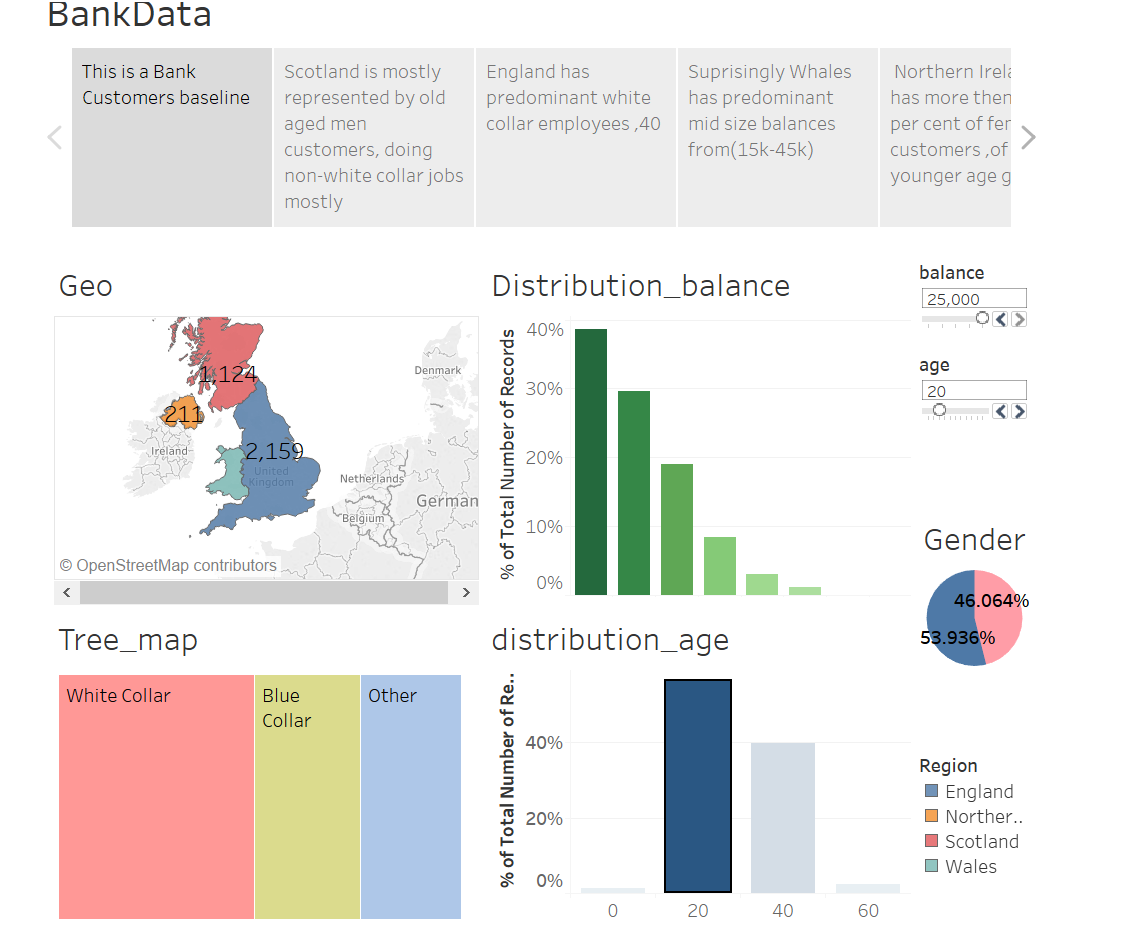 BankData
This is a Bank
Customers baseline
Scotland is mostly
represented by old
aged men
customers, doing
non-white collar jobs
mostly
England has
predominant white
collar employees ,40
Suprisingly Whales
has predominant
mid size balances
from(15k-45k)
Northern Irela
has more then
per cent of fer
customers ,of
younger age g
Geo
1,124
211
2,159
Denmark
Ireland
United
Kingdom
Netherlands
Belgium
German
© OpenStreetMap contributors
Distribution_balance
% of Total Number of Records
40%
30%
20%
10%
0%
balance
25,000
age
20
Gender
46.064%
53.936%
Tree_map
White Collar
Blue
Collar
Other
distribution_age
% of Total Number of Re..
40%
20%
0%
0
20
40
60
Region
England
Norther..
Scotland
Wales